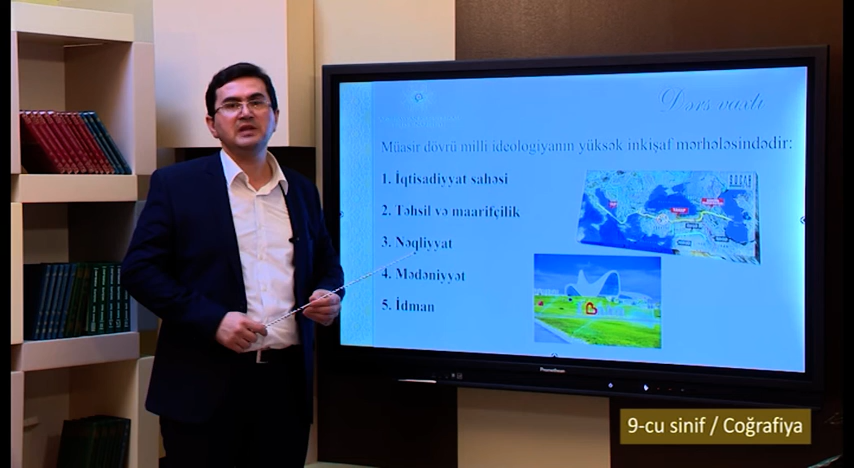 Dərs vaxtı
Müasir dövrü milli ideologiyanın yüksək inkişaf mərhələsindədir:
1. İqtisadiyyat sahəsi
2. Təhsil və maarifçilik
3. Nəqliyyat
4. Mədəniyyət
5. İdman
Promethean
9-cu sinif / Coğrafiya